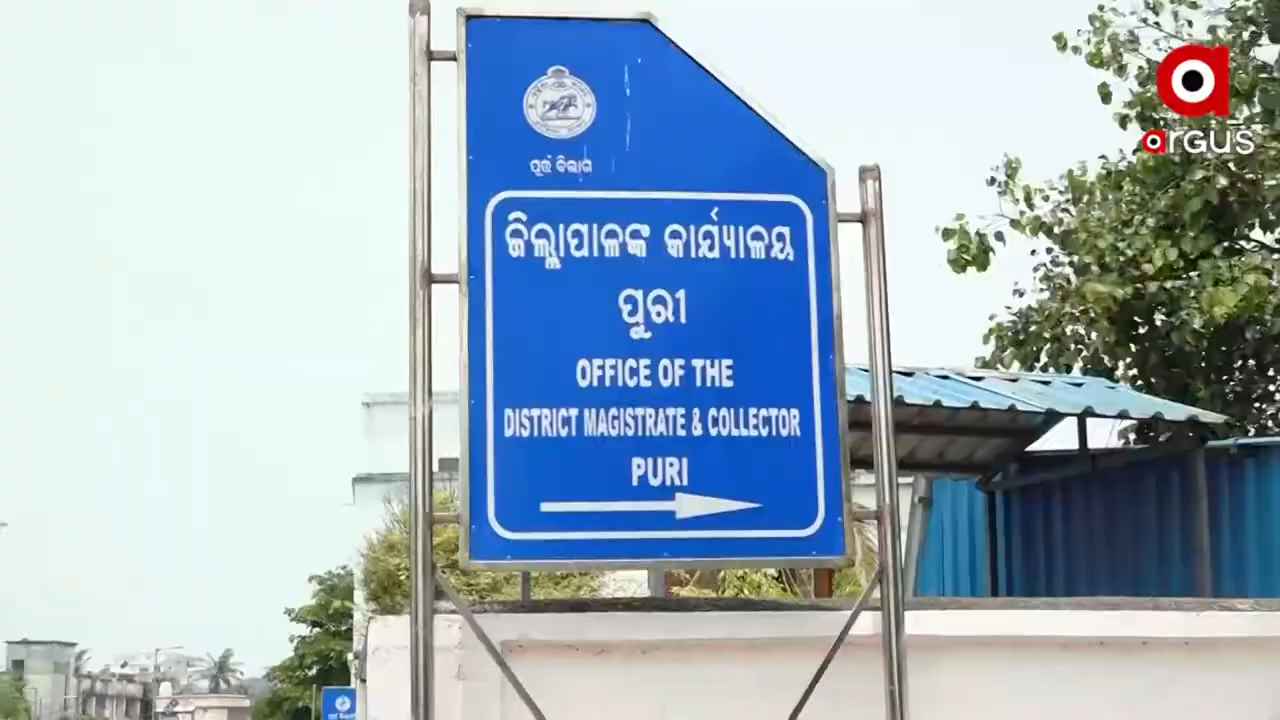 argus
ପୂର୍ତ୍ତ ବିଭାଗ
ଜିଲ୍ଲାପାଳଙ୍କ କାର୍ଯ୍ୟାଳୟ
ପୁରୀ
OFFICE OF THE
DISTRICT MAGISTRATE & COLLECTOR
PURI